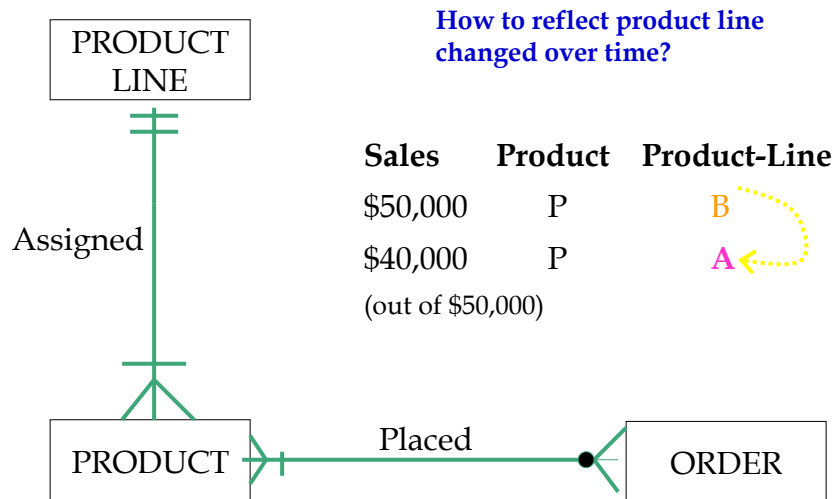 How to reflect product line
changed over time?
PRODUCT
LINE
Sales Product Product-Line
$50,000 P B
$40,000 P A
(out of $50,000)
Assigned
Placed
PRODUCT
ORDER